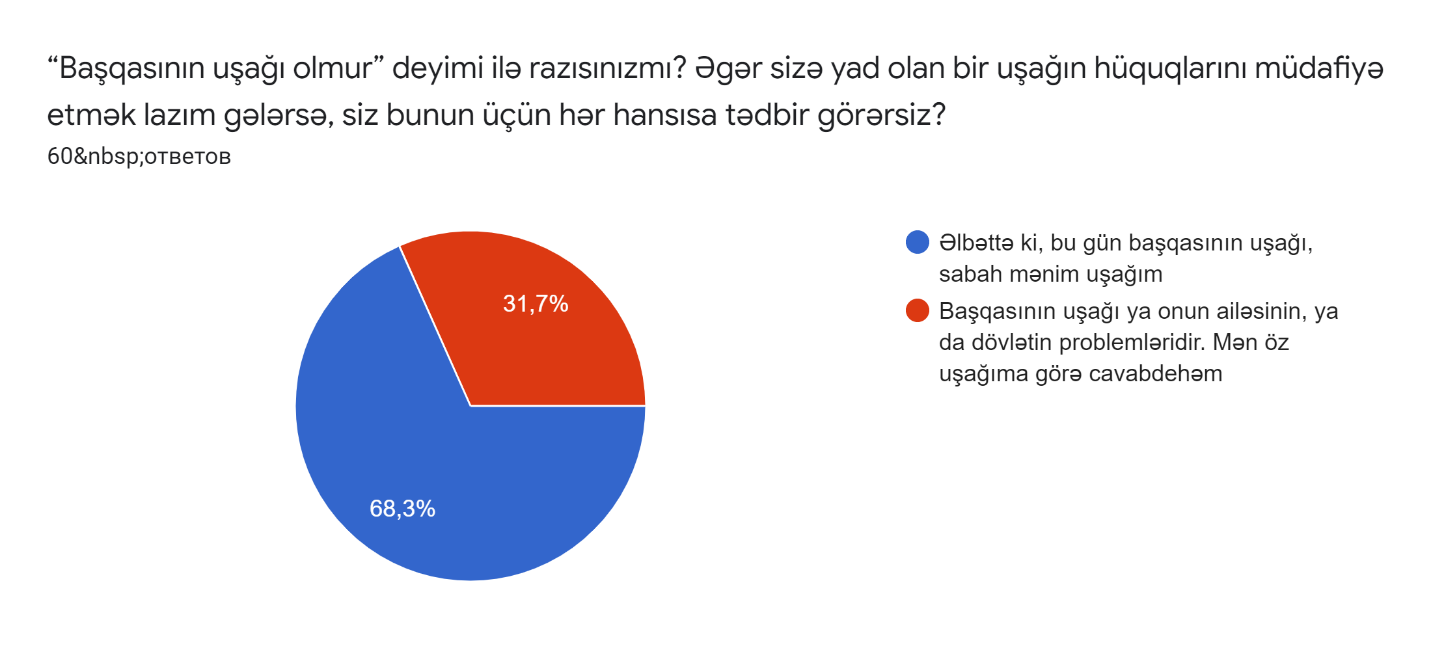 “Başqasının uşağı olmur” deyimi ilə razısınızmı? Əgər sizə yad olan bir uşağın hüquqlarını müdafiyə
etmək lazım gələrsə, siz bunun üçün hər hansısa tədbir görərsiz?
60&nbsp;ответов
31,7%
68,3%
Əlbəttə ki, bu gün başqasının uşağı,
sabah mənim uşağım
Başqasının uşağı ya onun ailəsinin, ya
da dövlətin problemləridir. Mən öz
uşağıma görə cavabdehəm